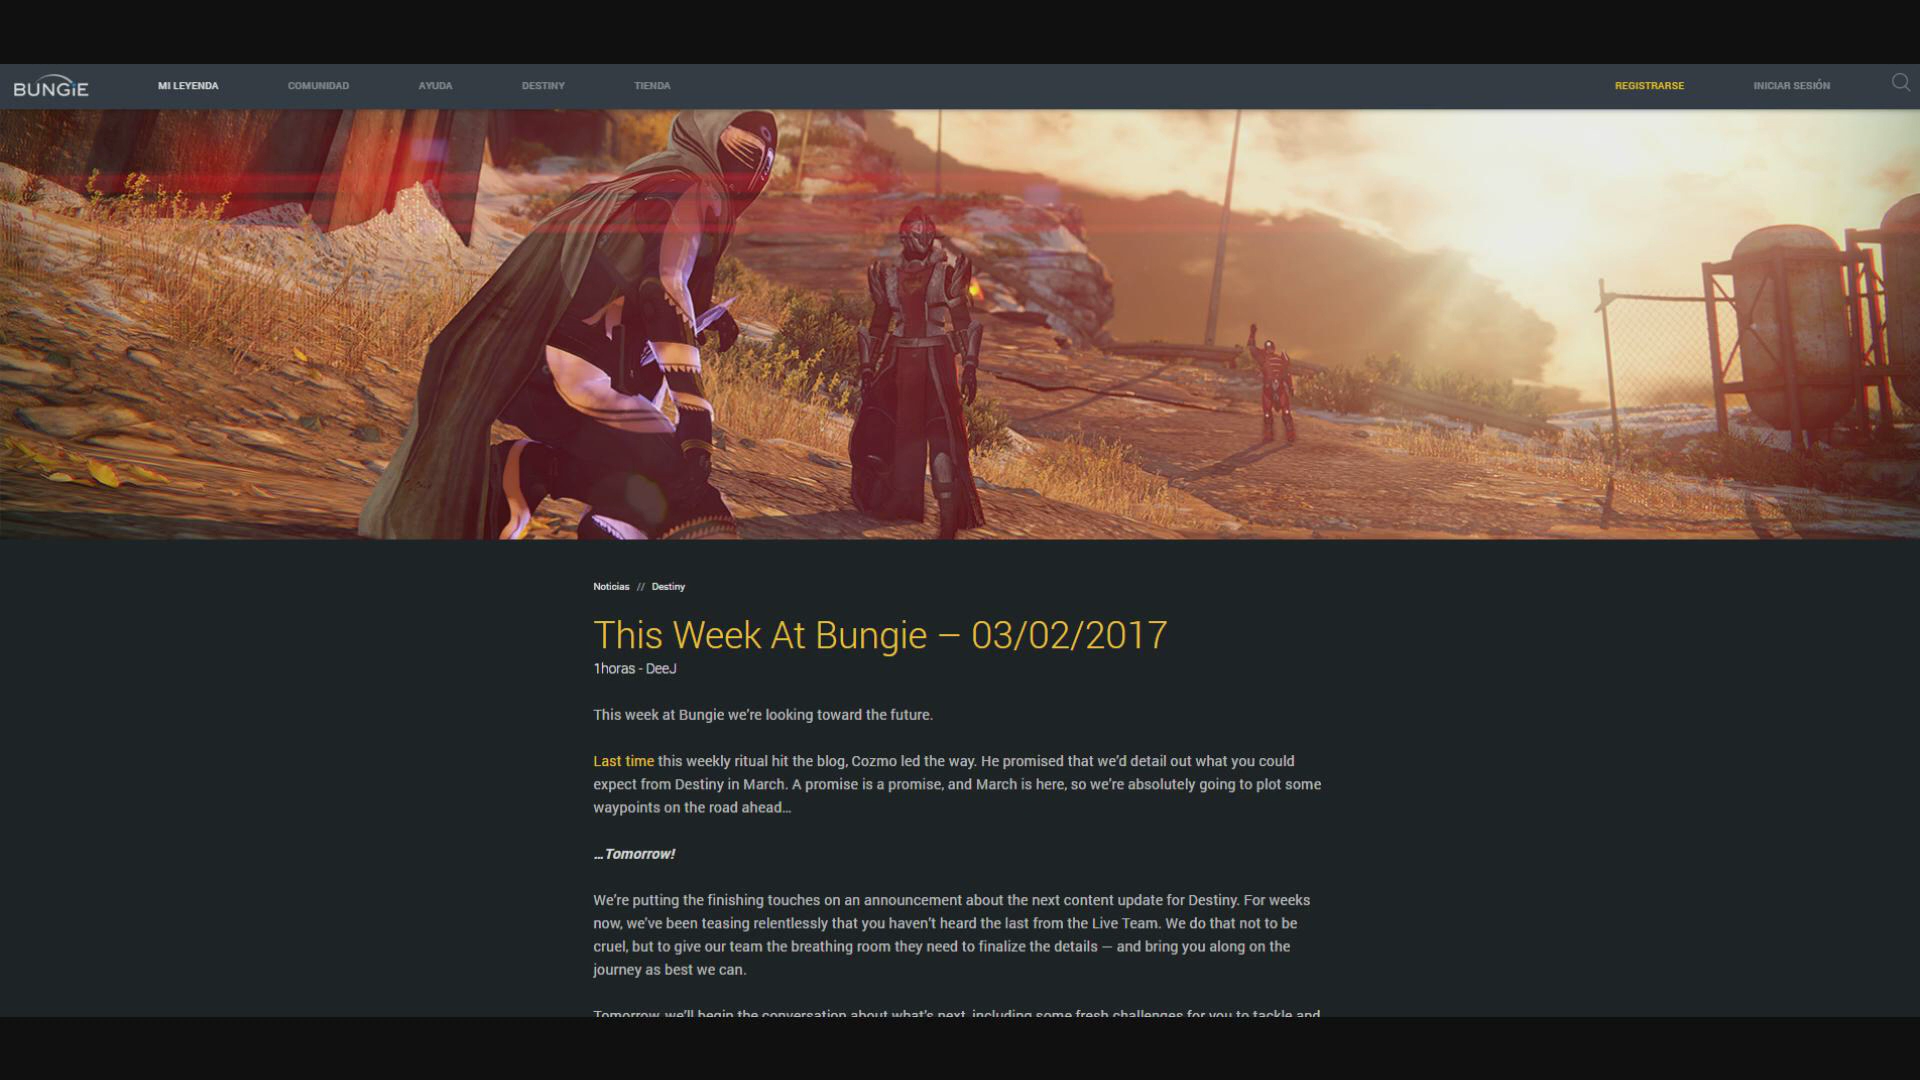 BUNGiE MI LEYENDA COMUNIDAD AYUDA DESTINY TIENDA REGISTRARSE INICIAR SESIÓN
Noticias // Destiny
This Week At Bungie – 03/02/2017
1horas - DeeJ
This week at Bungie we’re looking toward the future.
Last time this weekly ritual hit the blog, Cozmo led the way. He promised that we’d detail out what you could
expect from Destiny in March. A promise is a promise, and March is here, so we’re absolutely going to plot some
waypoints on the road ahead…
…Tomorrow!
We’re putting the finishing touches on an announcement about the next content update for Destiny. For weeks
now, we’ve been teasing relentlessly that you haven’t heard the last from the Live Team. We do that not to be
cruel, but to give our team the breathing room they need to finalize the details — and bring you along on the
journey as best we can.
Tomorrow, we’ll begin the conversation about what’s next, including some fresh challenges for you to tackle and